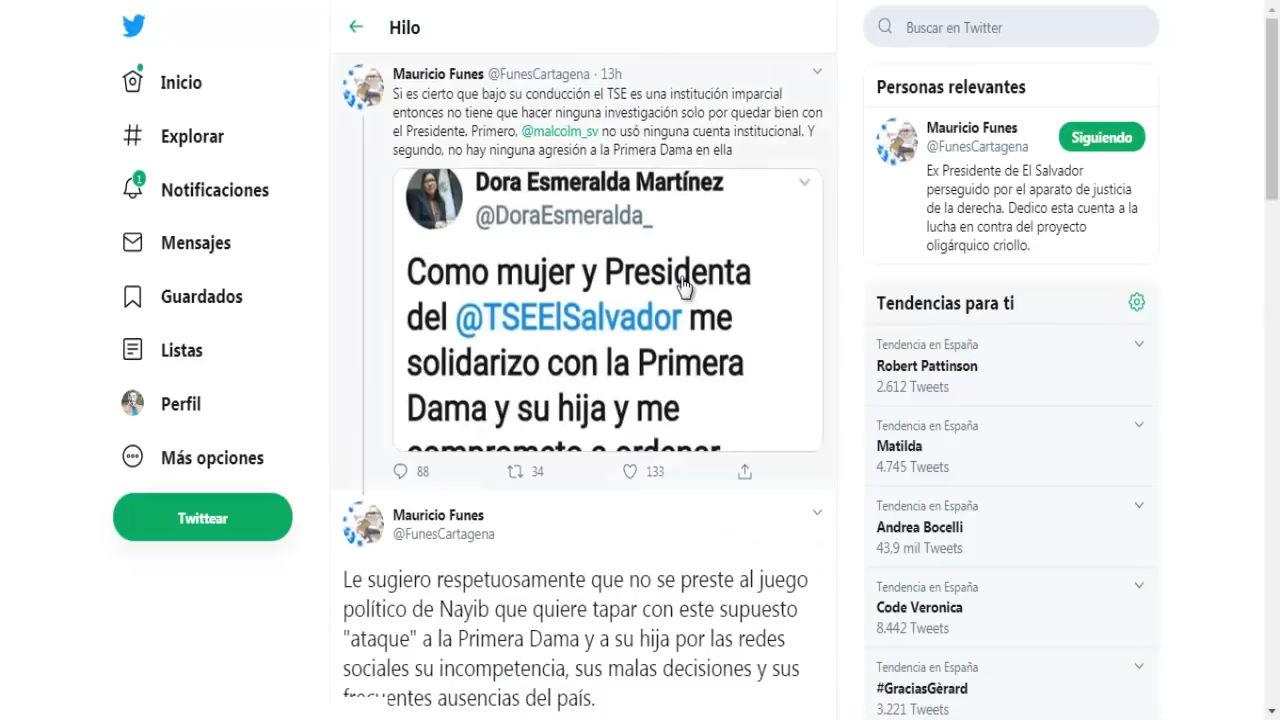 Inicio
Explorar
1
Notificaciones
Mensajes
Guardados
Listas
Perfil
Más opciones
Twittear
Hilo
Mauricio Funes @FunesCartagena · 13h
Si es cierto que bajo su conducción el TSE es una institución imparcial
entonces no tiene que hacer ninguna investigación solo por quedar bien con
el Presidente. Primero, @malcolm_sv no usó ninguna cuenta institucional. Y
segundo, no hay ninguna agresión a la Primera Dama en ella
Dora Esmeralda Martínez
@DoraEsmeralda_
Como mujer y Presidenta
del @TSEElSalvador me
solidarizo con la Primera
Dama y su hija y me
comprometo a ordenar
88 34 133
Mauricio Funes
@FunesCartagena
Le sugiero respetuosamente que no se preste al juego
político de Nayib que quiere tapar con este supuesto
"ataque" a la Primera Dama y a su hija por las redes
sociales su incompetencia, sus malas decisiones y sus
frecuentes ausencias del país.
Buscar en Twitter
Personas relevantes
Mauricio Funes
@FunesCartagena
Siguiendo
Ex Presidente de El Salvador
perseguido por el aparato de justicia
de la derecha. Dedico esta cuenta a la
lucha en contra del proyecto
oligárquico criollo.
Tendencias para ti
Tendencia en España
Robert Pattinson
2.612 Tweets
Tendencia en España
Matilda
4.745 Tweets
Tendencia en España
Andrea Bocelli
43,9 mil Tweets
Tendencia en España
Code Veronica
8.442 Tweets
Tendencia en España
#GraciasGèrard
3.221 Tweets